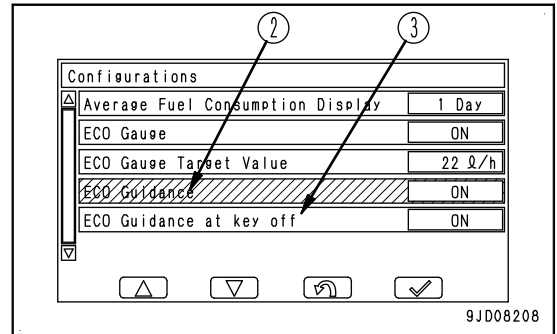 ② ③
Configurations
Average Fuel Consumption Display 1 Day
ECO Gauge ON
ECO Gauge Target Value 22 ℓ/h
ECO Guidance ON
ECO Guidance at key off ON
9JD08208